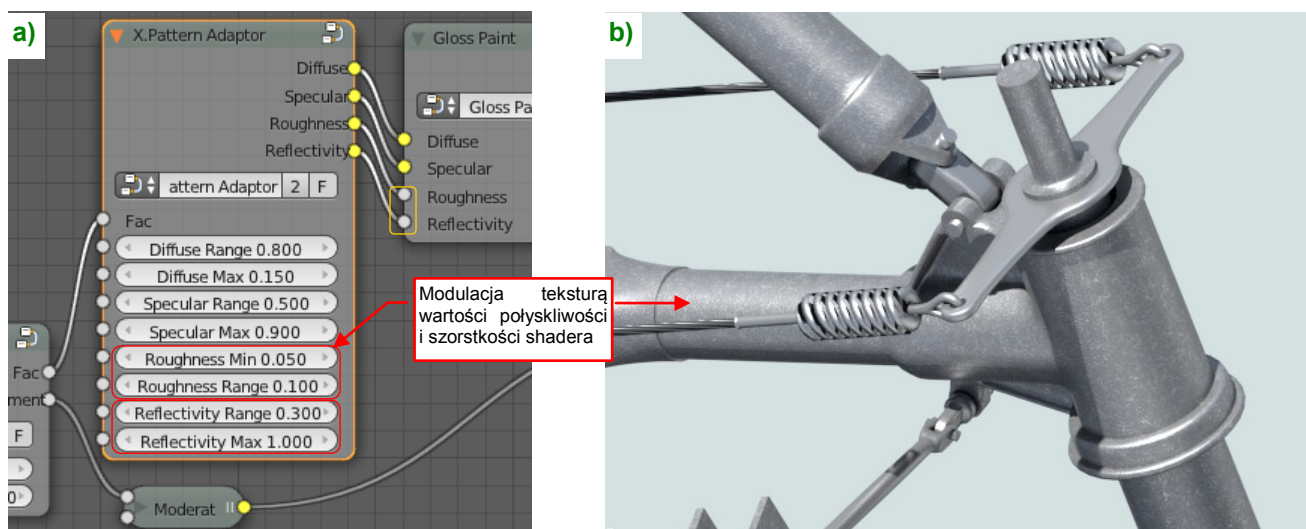 a)
X.Pattern Adaptor
Diffuse
Specular
Roughness
Reflectivity
attern Adaptor 2 F
Fac
Diffuse Range 0.800
Diffuse Max 0.150
Specular Range 0.500
Specular Max 0.900
Roughness Min 0.050
Roughness Range 0.100
Reflectivity Range 0.300
Reflectivity Max 1.000
Gloss Paint
Gloss Pa
Diffuse
Specular
Roughness
Reflectivity
Fac
ment
F
0
Moderat
Modulacja teksturą
wartości połyskliwości
i szorstkości shadera
b)